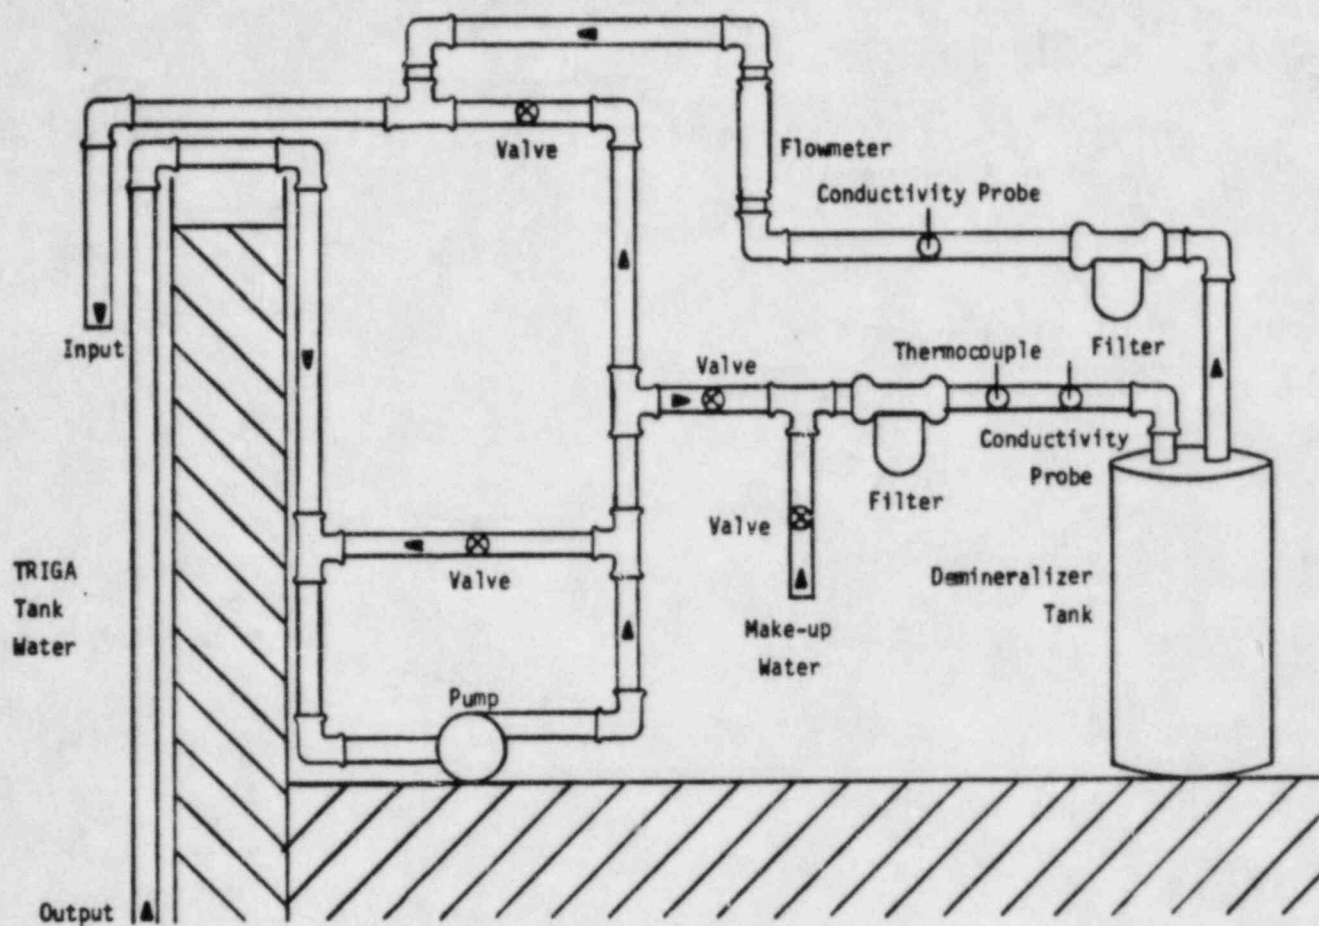 Valve
Flowmeter
Conductivity Probe
Input
Valve
Thermocouple
Filter
Conductivity
Probe
Filter
Valve
Valve
TRIGA
Tank
Water
Demineralizer
Tank
Make-up
Water
Pump
Output